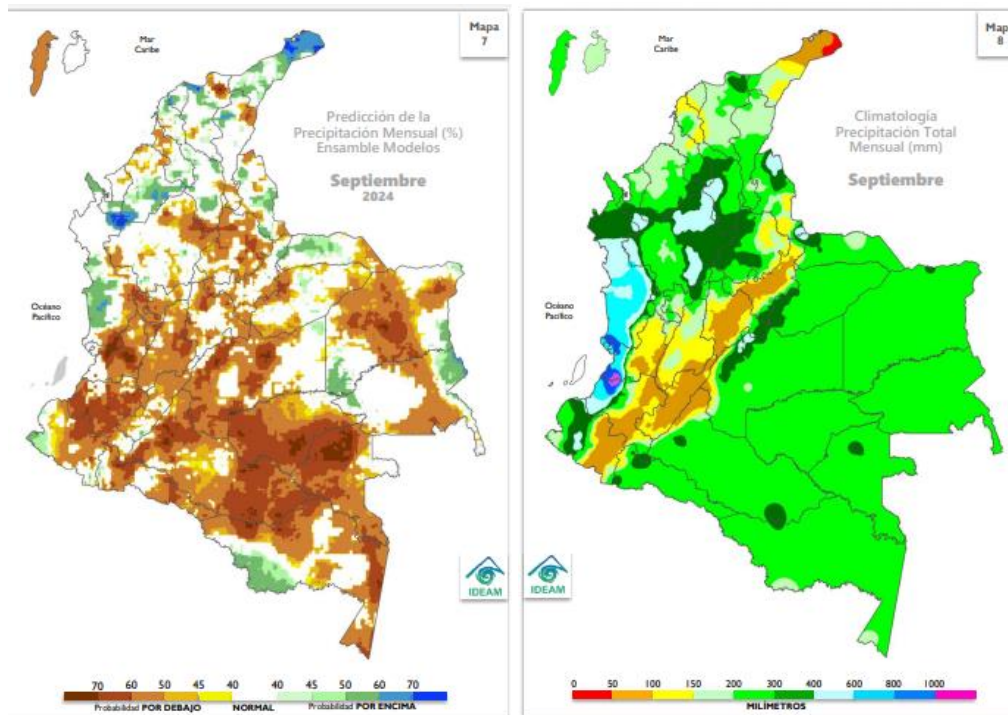 Mapa
7
Mar
Caribe
Predicción de la
Precipitación Mensual (%)
Ensamble Modelos
Septiembre
2024
Océano
Pacífico
IDEAM
70 60 50 45 40 40 45 50 60 70
Probabilidad POR DEBAJO NORMAL Probabilidad POR ENCIMA
Mapa
8
Mar
Caribe
Climatología
Precipitación Total
Mensual (mm)
Septiembre
Océano
Pacífico
IDEAM
0 50 100 150 200 300 400 600 800 1000
MILÍMETROS